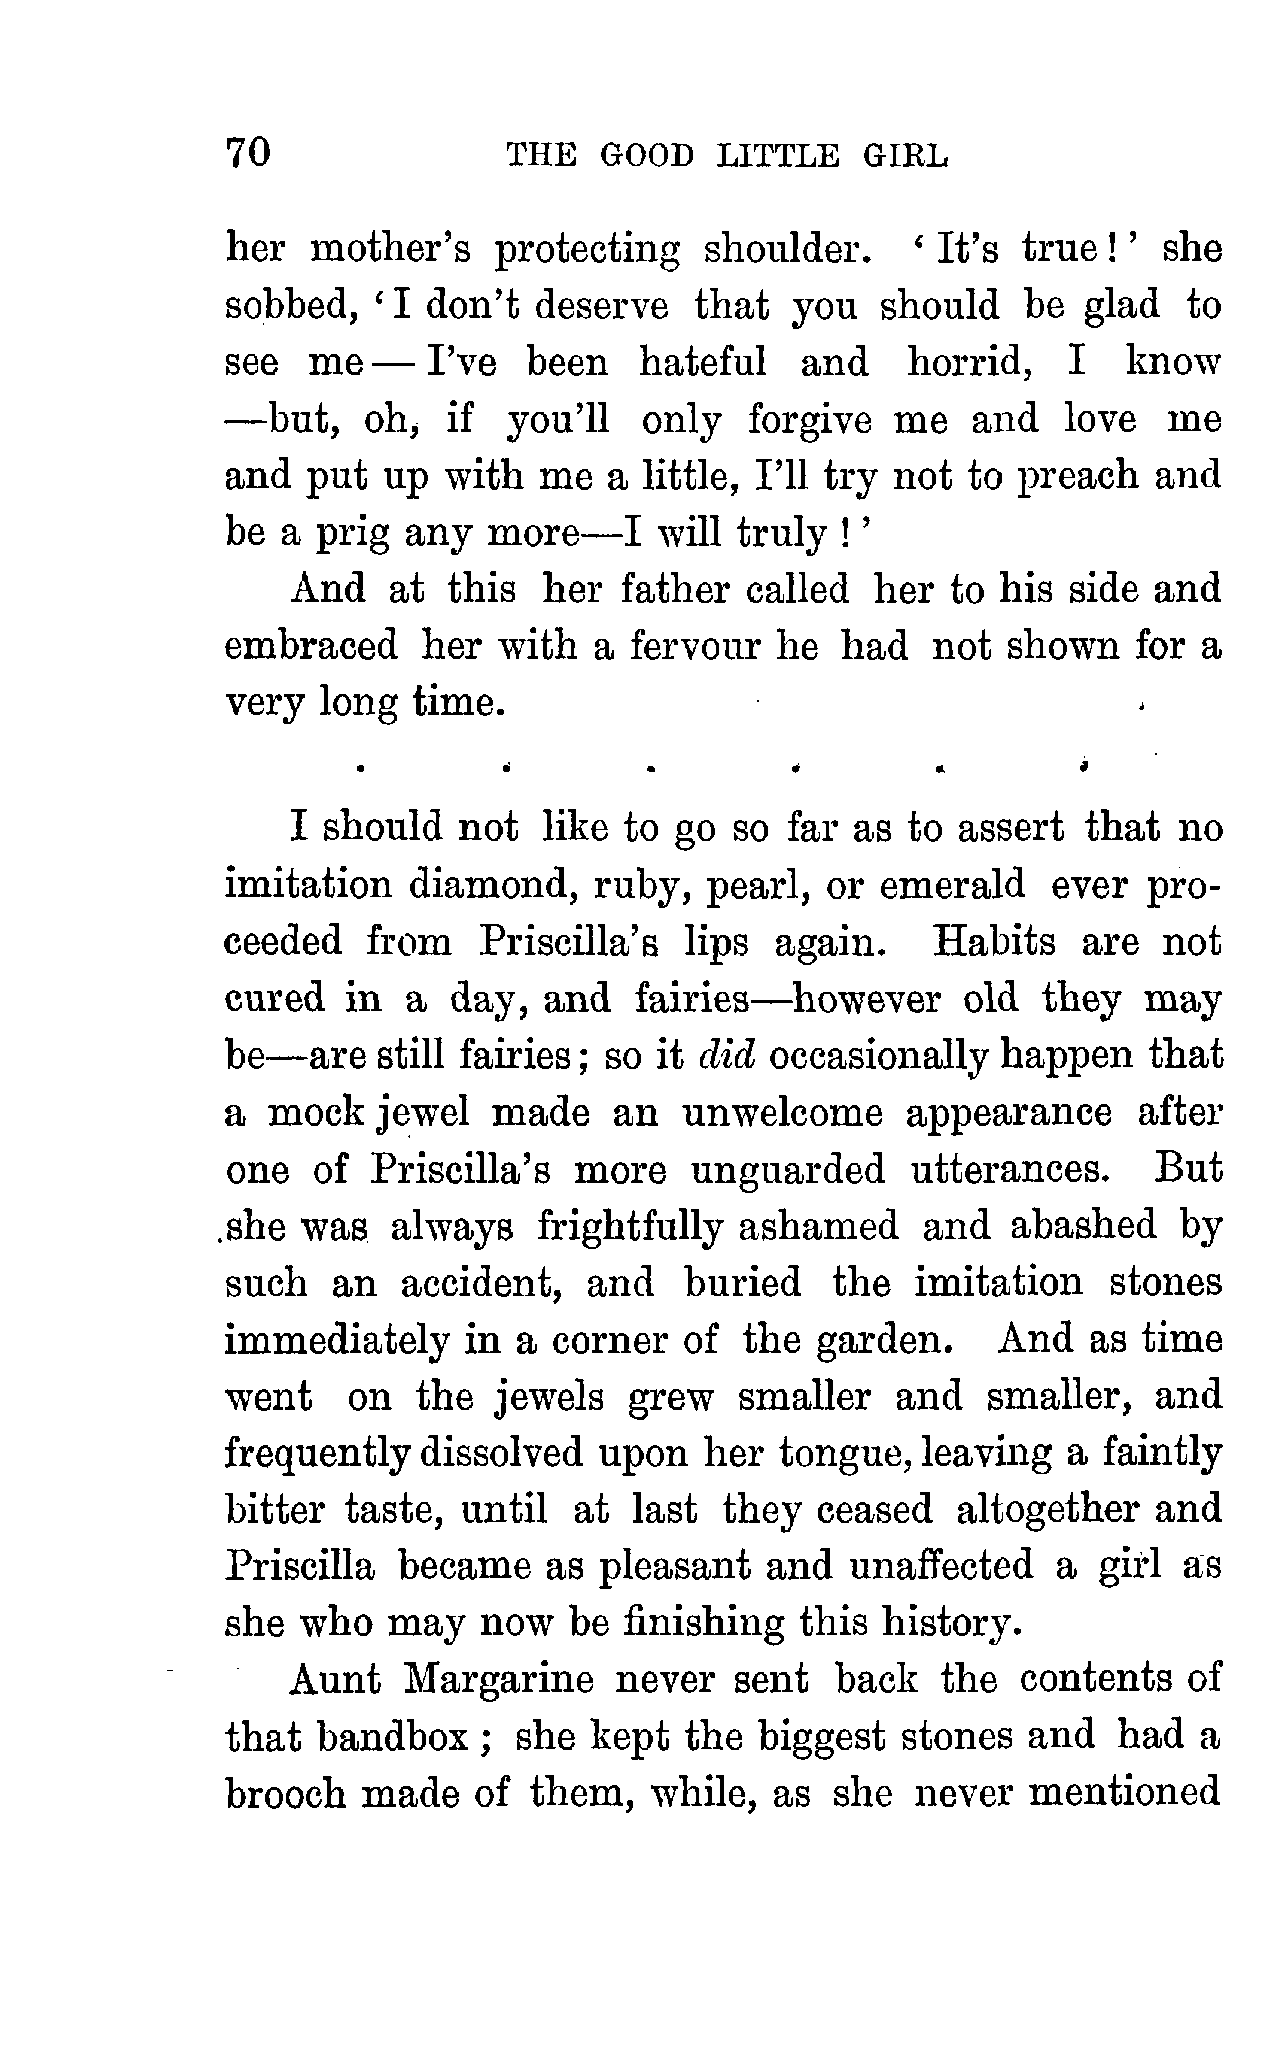 70 THE GOOD LITTLE GIRL
her mother's protecting shoulder. ‘It's true!’ she
sobbed, ‘I don't deserve that you should be glad to
see me— I've been hateful and horrid, I know
—but, oh, if you'll only forgive me and love me
and put up with me a little, I'll try not to preach and
be a prig any more—I will truly!’
And at this her father called her to his side and
embraced her with a fervour he had not shown for a
very long time.
. . . . . .
I should not like to go so far as to assert that no
imitation diamond, ruby, pearl, or emerald ever pro-
ceeded from Priscilla's lips again. Habits are not
cured in a day, and fairies—however old they may
be—are still fairies; so it did occasionally happen that
a mock jewel made an unwelcome appearance after
one of Priscilla's more unguarded utterances. But
she was always frightfully ashamed and abashed by
such an accident, and buried the imitation stones
immediately in a corner of the garden. And as time
went on the jewels grew smaller and smaller, and
frequently dissolved upon her tongue, leaving a faintly
bitter taste, until at last they ceased altogether and
Priscilla became as pleasant and unaffected a girl as
she who may now be finishing this history.
Aunt Margarine never sent back the contents of
that bandbox; she kept the biggest stones and had a
brooch made of them, while, as she never mentioned